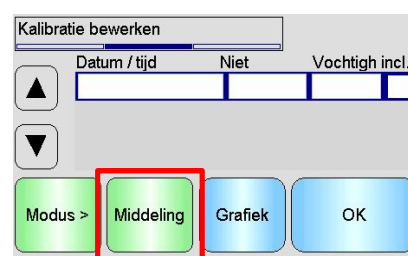 Kalibratie bewerken
Datum / tijd Niet Vochtigh incl.
Modus > Middeling Grafiek OK